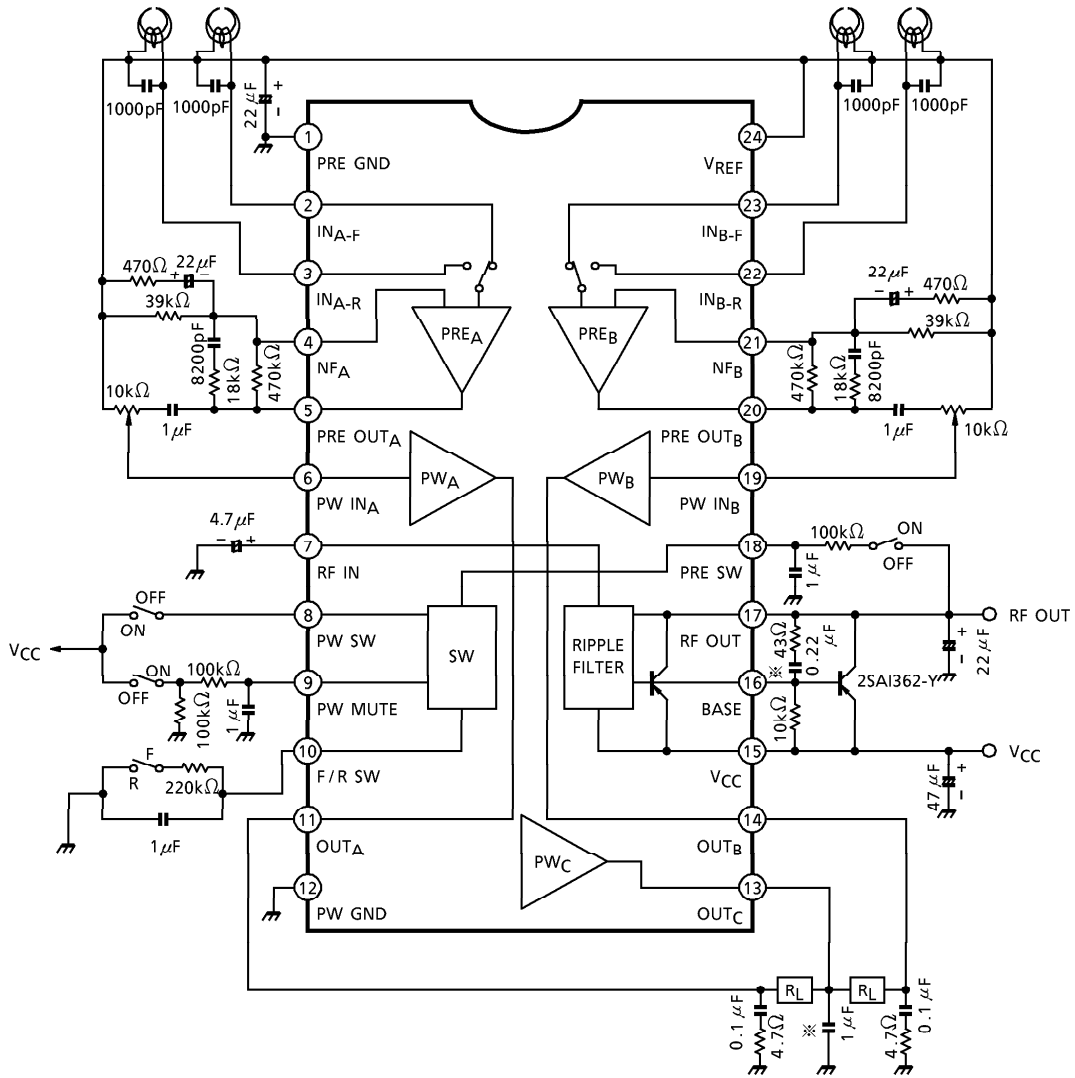 1000pF 1000pF 22μF + - 1000pF 1000pF
1 24
PRE GND VREF
2 23
INA-F INB-F
3 22
INA-R INB-R
470Ω + 22μF −
39kΩ
8200pF 18kΩ 470kΩ
22μF − + 470Ω
39kΩ
470kΩ 18kΩ 8200pF
PREA PREB
4 21
NFA NFB
10kΩ 1μF 5 20 1μF 10kΩ
PRE OUTA PRE OUTB
6 PWA PWB 19
PW INA PW INB
4.7μF − + 7 18 100kΩ ON OFF
RF IN PRE SW 1μF
OFF ON 8 17 RF OUT
PW SW SW RIPPLE FILTER RF OUT 43Ω ※ 0.22μF + - 22μF
VCC
ON OFF 100kΩ 9 16 2SAI362-Y
100kΩ 1μF PW MUTE BASE 10kΩ
10 15 VCC
F/R SW VCC 47μF + -
F R 220kΩ
1μF
11 14
OUTA OUTB
PWC
12 13
PW GND OUTC
RL RL
0.1μF 4.7Ω ※ 1μF 4.7Ω 0.1μF